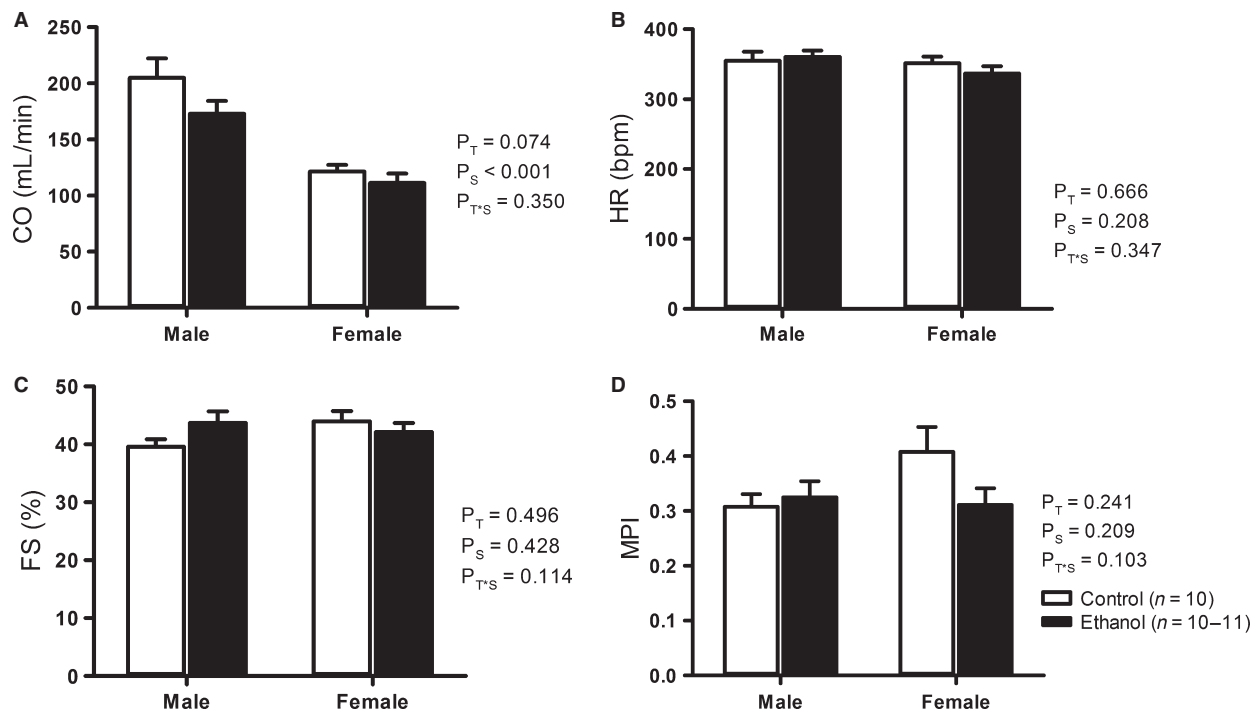 A
CO (mL/min)
250
200
150
100
50
0
Male
Female
P_T = 0.074
P_S < 0.001
P_T*S = 0.350
B
HR (bpm)
400
300
200
100
0
Male
Female
P_T = 0.666
P_S = 0.208
P_T*S = 0.347
C
FS (%)
50
40
30
20
10
0
Male
Female
P_T = 0.496
P_S = 0.428
P_T*S = 0.114
D
MPI
0.5
0.4
0.3
0.2
0.1
0.0
Male
Female
P_T = 0.241
P_S = 0.209
P_T*S = 0.103
Control (n = 10)
Ethanol (n = 10–11)